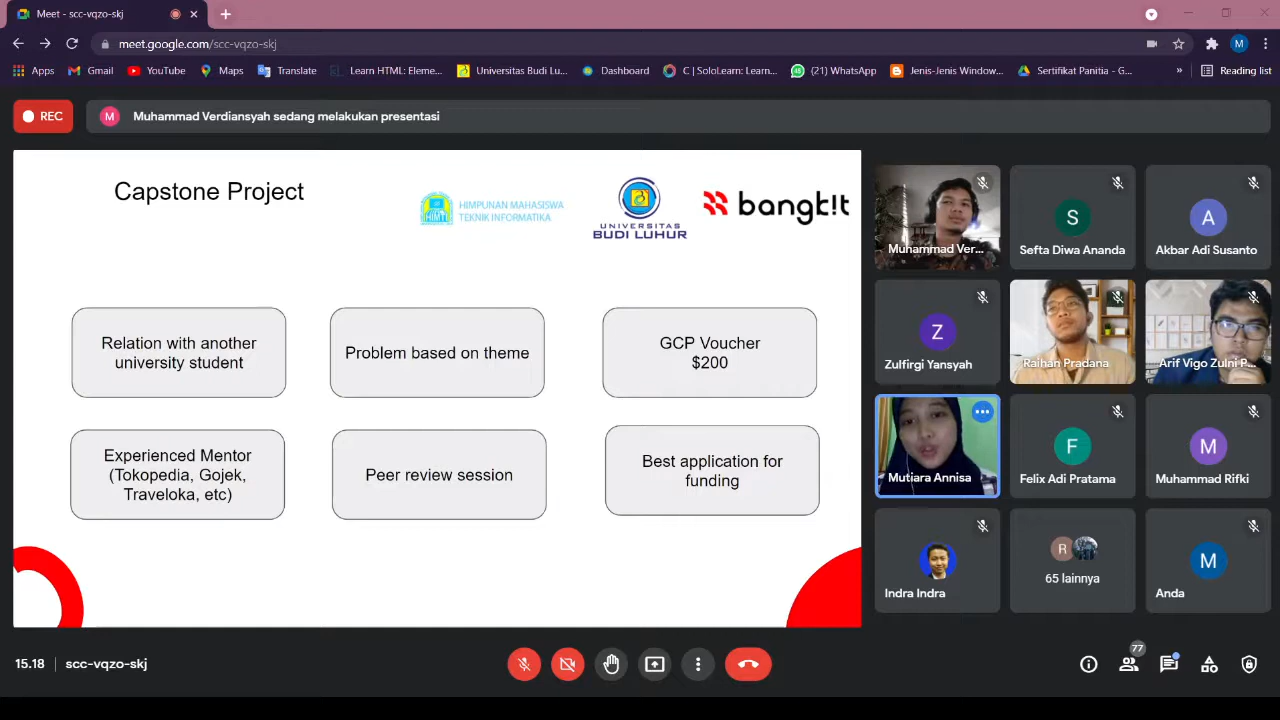 Meet - scc-vqzo-skj
meet.google.com/scc-vqzo-skj
M
Apps
Gmail
YouTube
Maps
Translate
Learn HTML: Eleme...
Universitas Budi Lu...
Dashboard
C | SoloLearn: Learn...
(21) WhatsApp
Jenis-Jenis Window...
Sertifikat Panitia - G...
»
Reading list
REC
M
Muhammad Verdiansyah sedang melakukan presentasi
Capstone Project
HIMTI
HIMPUNAN MAHASISWA
TEKNIK INFORMATIKA
UNIVERSITAS
BUDI LUHUR
bangk!t
Relation with another
university student
Problem based on theme
GCP Voucher
$200
Experienced Mentor
(Tokopedia, Gojek,
Traveloka, etc)
Peer review session
Best application for
funding
Muhammad Ver...
S
Sefta Diwa Ananda
A
Akbar Adi Susanto
Z
Zulfirgi Yansyah
Raihan Pradana
Arif Vigo Zulni P...
Mutiara Annisa
F
Felix Adi Pratama
M
Muhammad Rifki
Indra Indra
R
65 lainnya
M
Anda
15.18
scc-vqzo-skj
77